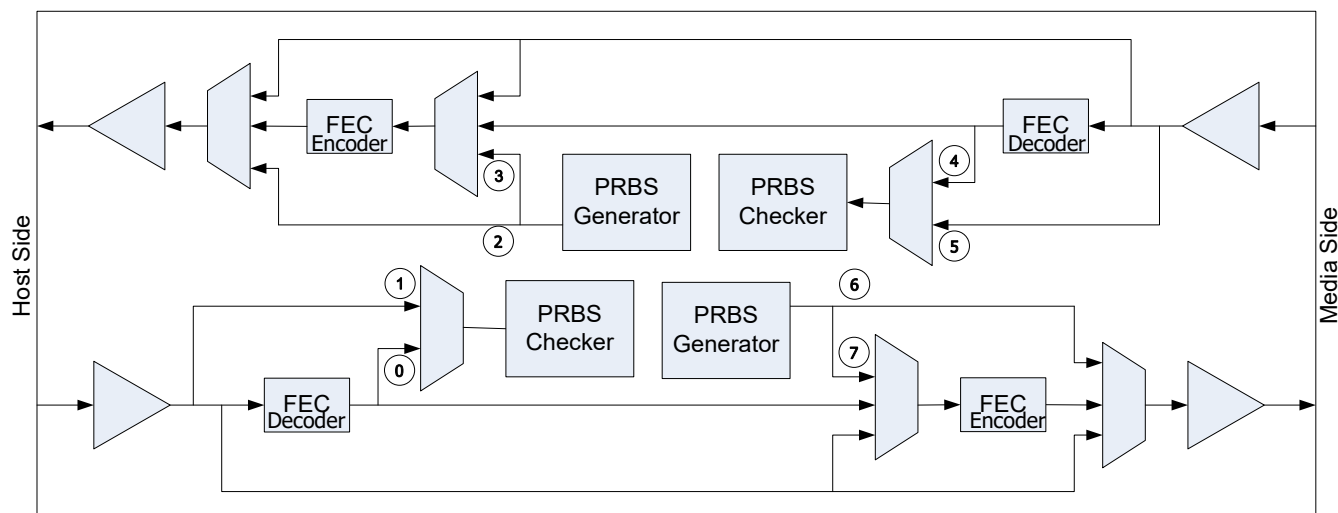 FEC
Encoder
FEC
Decoder
4
3
PRBS
Generator
PRBS
Checker
2
5
Host Side
Media Side
1
6
PRBS
Checker
PRBS
Generator
7
0
FEC
Decoder
FEC
Encoder